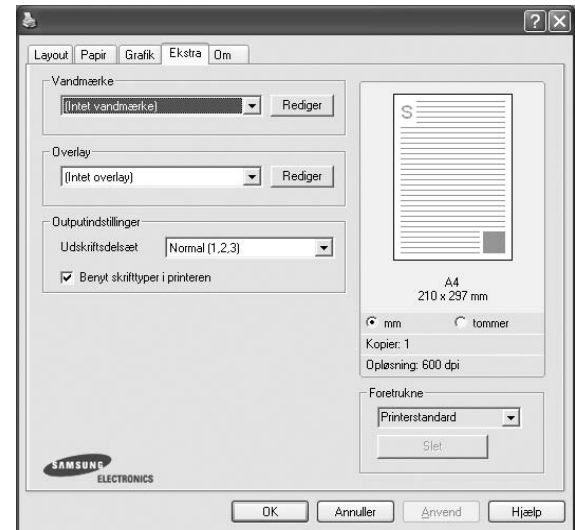 Layout Papir Grafik Ekstra Om
Vandmærke
(Intet vandmærke) Rediger
Overlay
(Intet overlay) Rediger
Outputindstillinger
Udskriftsdelsæt Normal (1,2,3)
Benyt skrifttyper i printeren
S
A4
210 x 297 mm
mm tommer
Kopier: 1
Opløsning: 600 dpi
Foretrukne
Printerstandard
Slet
SAMSUNG
ELECTRONICS
OK Annuller Anvend Hjælp